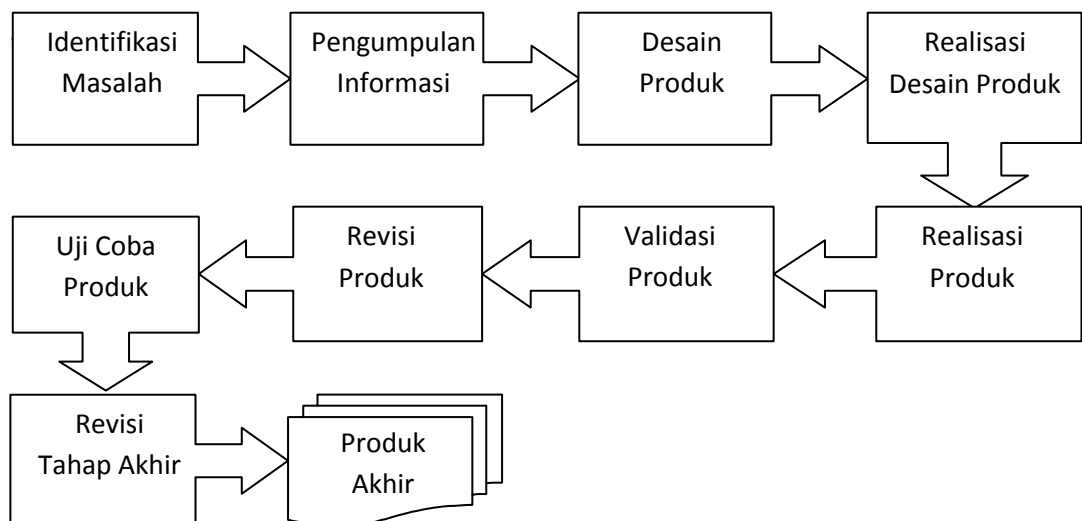 Identifikasi
Masalah
Pengumpulan
Informasi
Desain
Produk
Realisasi
Desain Produk
Realisasi
Produk
Validasi
Produk
Revisi
Produk
Uji Coba
Produk
Revisi
Tahap Akhir
Produk
Akhir